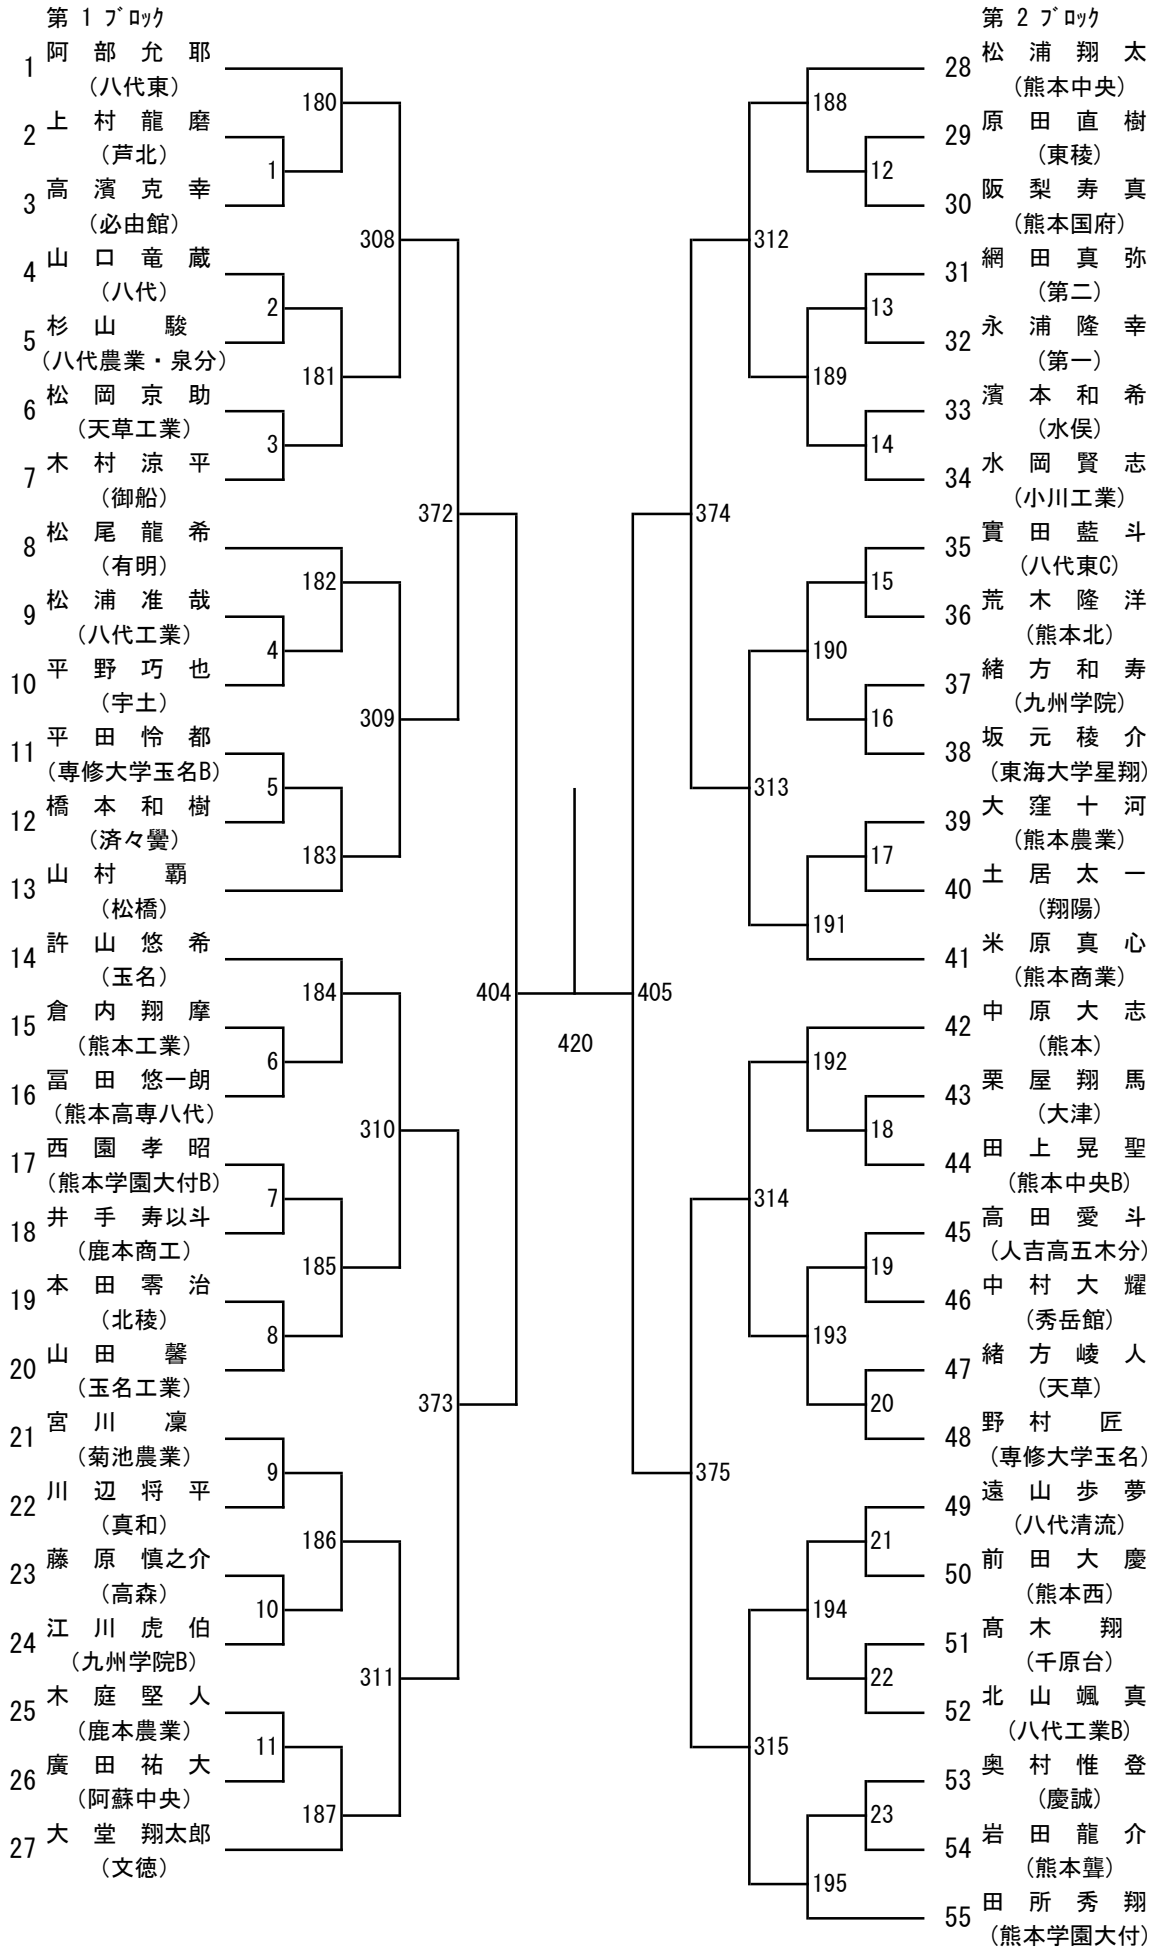 第 1 ブロック
1 阿 部 允 耶
(八代東)
2 上 村 龍 磨
(芦北)
3 高 濱 克 幸
(必由館)
4 山 口 竜 蔵
(八代)
5 杉 山 駿
(八代農業・泉分)
6 松 岡 京 助
(天草工業)
7 木 村 涼 平
(御船)
8 松 尾 龍 希
(有明)
9 松 浦 准 哉
(八代工業)
10 平 野 巧 也
(宇土)
11 平 田 怜 都
(専修大学玉名B)
12 橋 本 和 樹
(済々黌)
13 山 村 覇
(松橋)
14 許 山 悠 希
(玉名)
15 倉 内 翔 摩
(熊本工業)
16 冨 田 悠一朗
(熊本高専八代)
17 西 園 孝 昭
(熊本学園大付B)
18 井 手 寿以斗
(鹿本商工)
19 本 田 零 治
(北稜)
20 山 田 馨
(玉名工業)
21 宮 川 凜
(菊池農業)
22 川 辺 将 平
(真和)
23 藤 原 慎之介
(高森)
24 江 川 虎 伯
(九州学院B)
25 木 庭 堅 人
(鹿本農業)
26 廣 田 祐 大
(阿蘇中央)
27 大 堂 翔太郎
(文徳)
1
2
3
4
5
6
7
8
9
10
11
180
181
182
183
184
185
186
187
308
309
310
311
372
373
404
420
405
374
375
312
313
314
315
188
189
190
191
192
193
194
195
12
13
14
15
16
17
18
19
20
21
22
23
第 2 ブロック
28 松 浦 翔 太
(熊本中央)
29 原 田 直 樹
(東稜)
30 阪 梨 寿 真
(熊本国府)
31 網 田 真 弥
(第二)
32 永 浦 隆 幸
(第一)
33 濱 本 和 希
(水俣)
34 水 岡 賢 志
(小川工業)
35 實 田 藍 斗
(八代東C)
36 荒 木 隆 洋
(熊本北)
37 緒 方 和 寿
(九州学院)
38 坂 元 稜 介
(東海大学星翔)
39 大 窪 十 河
(熊本農業)
40 土 居 太 一
(翔陽)
41 米 原 真 心
(熊本商業)
42 中 原 大 志
(熊本)
43 栗 屋 翔 馬
(大津)
44 田 上 晃 聖
(熊本中央B)
45 高 田 愛 斗
(人吉高五木分)
46 中 村 大 耀
(秀岳館)
47 緒 方 崚 人
(天草)
48 野 村 匠
(専修大学玉名)
49 遠 山 歩 夢
(八代清流)
50 前 田 大 慶
(熊本西)
51 髙 木 翔
(千原台)
52 北 山 颯 真
(八代工業B)
53 奥 村 惟 登
(慶誠)
54 岩 田 龍 介
(熊本聾)
55 田 所 秀 翔
(熊本学園大付)